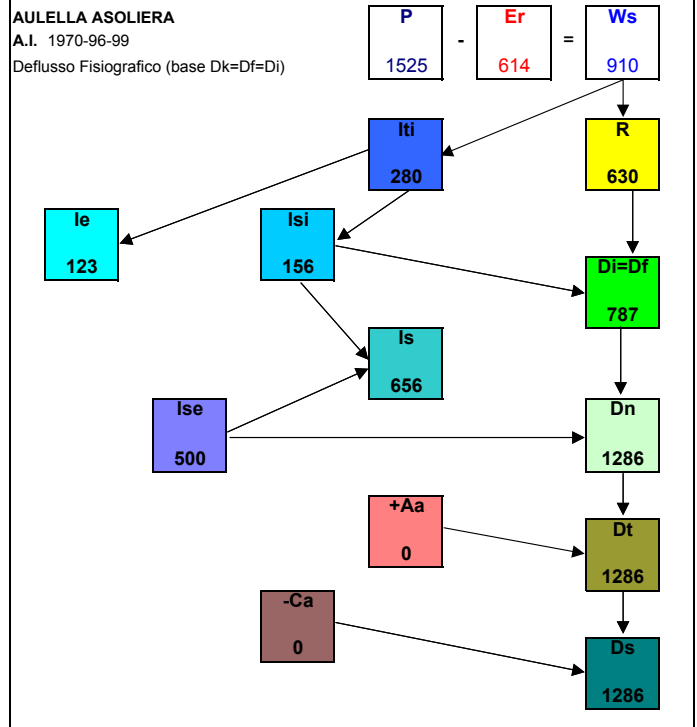 AULELLA ASOLIERA
A.I. 1970-96-99
Deflusso Fisiografico (base Dk=Df=Di)
P - Er = Ws
1525 614 910
Iti R
280 630
Ie Isi
123 156
Di=Df
787
Is
656
Ise Dn
500 1286
+Aa
0
Dt
1286
-Ca
0
Ds
1286